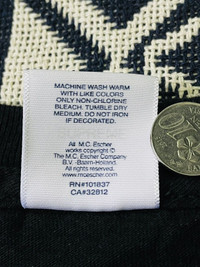 MACHINE WASH WARM
WITH LIKE COLORS
ONLY NON-CHLORINE
BLEACH. TUMBLE DRY
MEDIUM. DO NOT IRON
IF DECORATED.
All M.C. Escher
works copyright ©
The M.C. Escher Company
B.V.-Baarn-Holland.
All rights reserved.
www.mcescher.com
RN#101837
CA#32812